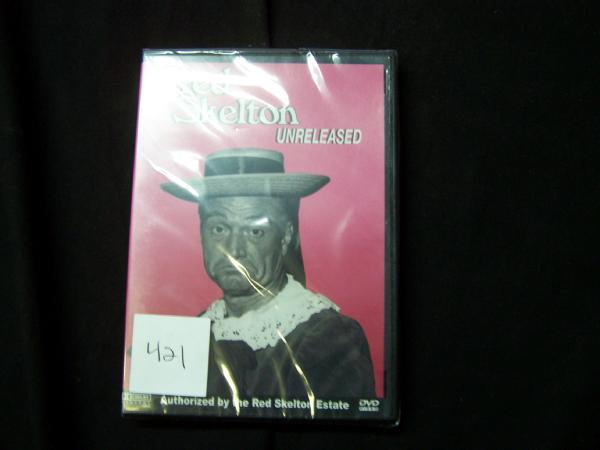 Red
Skelton
UNRELEASED
421
Authorized by the Red Skelton Estate
DVD